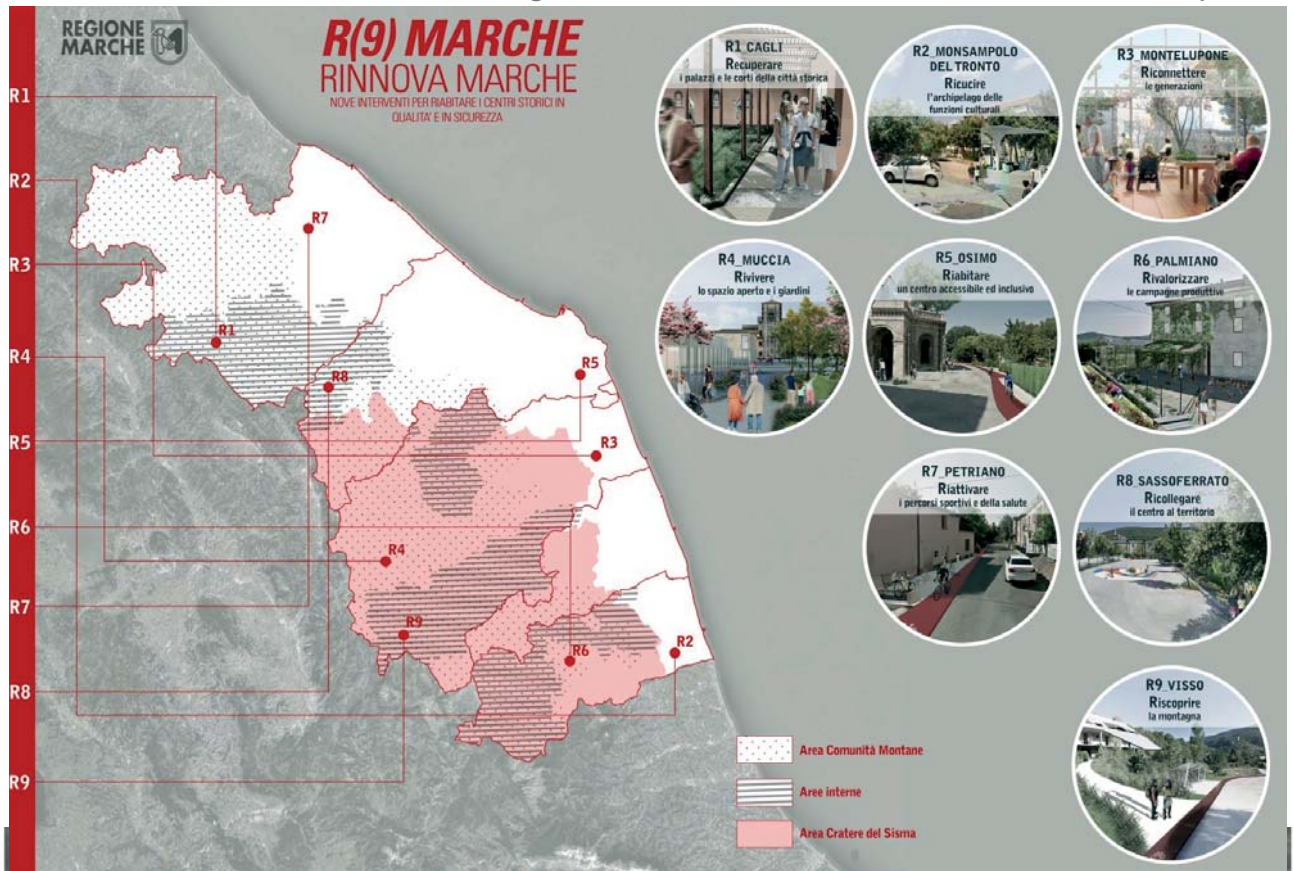 REGIONE
MARCHE
R(9) MARCHE
RINNOVA MARCHE
NOVE INTERVENTI PER RIABITARE I CENTRI STORICI IN
QUALITA' E IN SICUREZZA
R1
R2
R3
R4
R5
R6
R7
R8
R9
R7
R1
R8
R5
R3
R4
R9
R6
R2
R1_CAGLI
Recuperare
i palazzi e le corti della città storica
R2_MONSAMPOLO
DEL TRONTO
Ricucire
l'archipelago delle
funzioni culturali
R3_MONTELUPONE
Riconnettere
le generazioni
R4_MUCCIA
Rivivere
lo spazio aperto e i giardini
R5_OSIMO
Riabitare
un centro accessibile ed inclusivo
R6_PALMIANO
Rivalorizzare
le campagne produttive
R7_PETRIANO
Riattivare
i percorsi sportivi e della salute
R8_SASSOFERRATO
Ricollegare
il centro al territorio
R9_VISSO
Riscoprire
la montagna
Area Comunità Montane
Aree interne
Area Cratere del Sisma